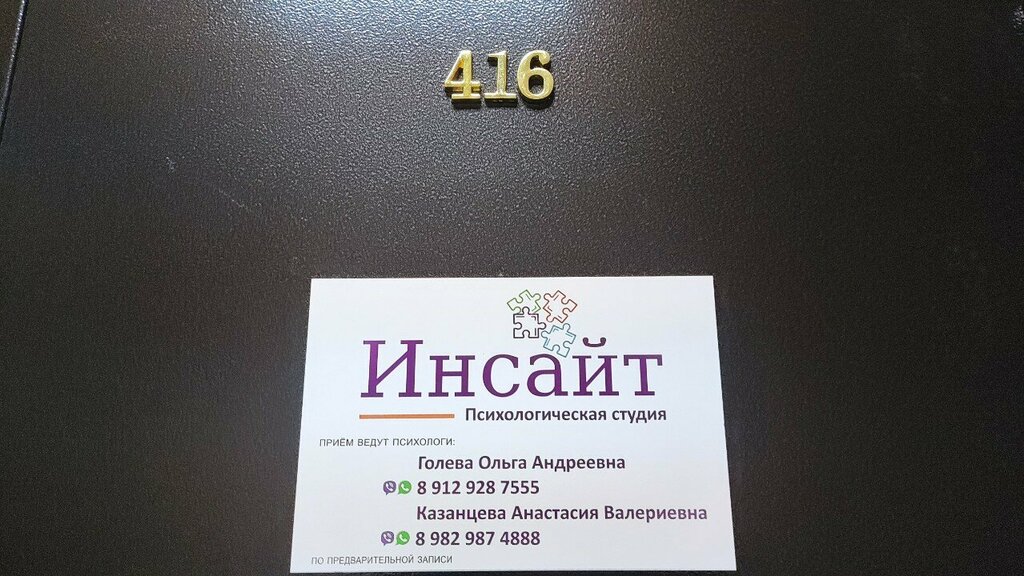 416
Инсайт
Психологическая студия
ПРИЁМ ВЕДУТ ПСИХОЛОГИ:
Голева Ольга Андреевна
8 912 928 7555
Казанцева Анастасия Валериевна
8 982 987 4888
ПО ПРЕДВАРИТЕЛЬНОЙ ЗАПИСИ